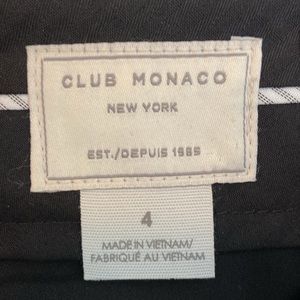 CLUB MONACO
NEW YORK
EST./DEPUIS 1985
4
MADE IN VIETNAM/
FABRIQUÉ AU VIETNAM